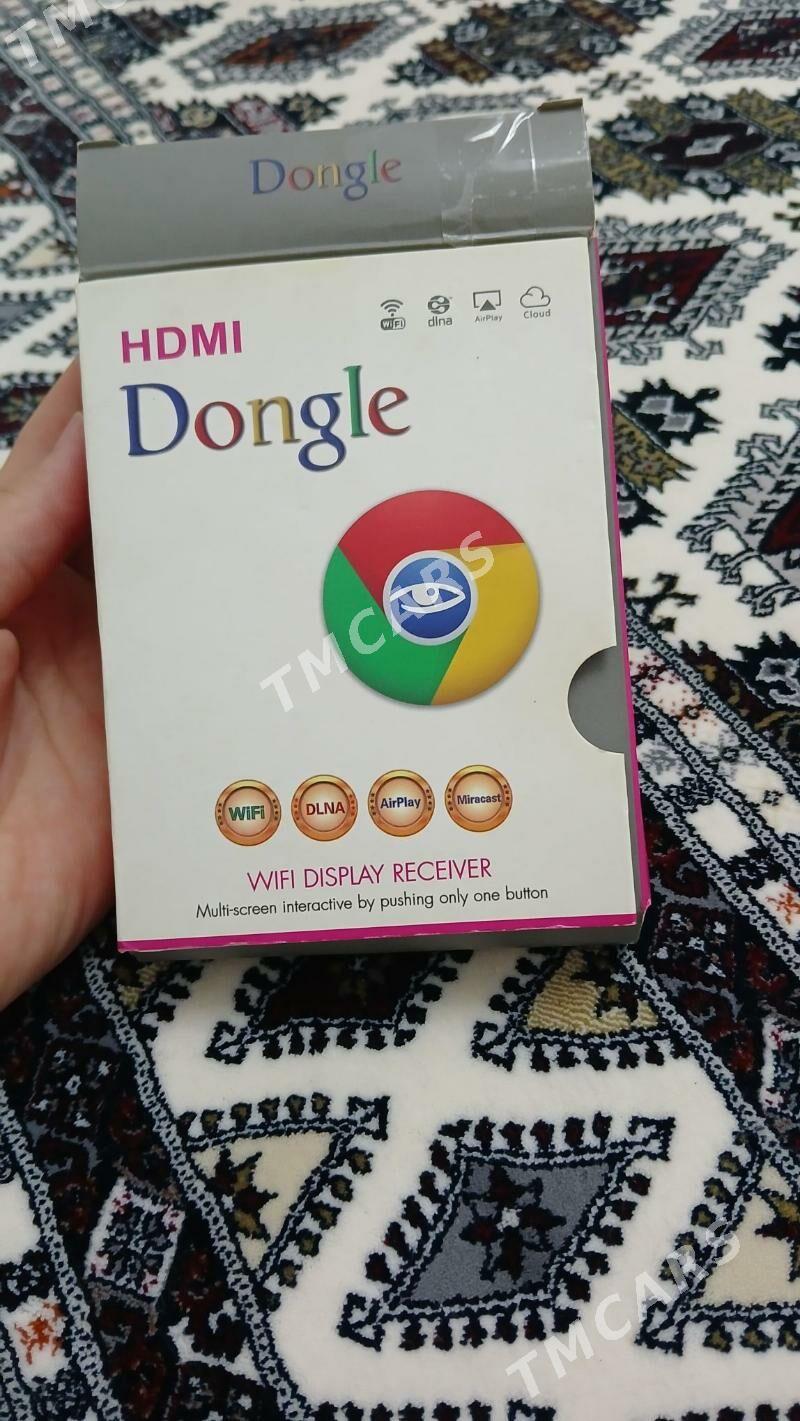 TMCARS
Dongle
WiFi dlna AirPlay Cloud
HDMI
Dongle
TMCARS
WiFi DLNA AirPlay Miracast
WIFI DISPLAY RECEIVER
Multi-screen interactive by pushing only one button
TMCARS